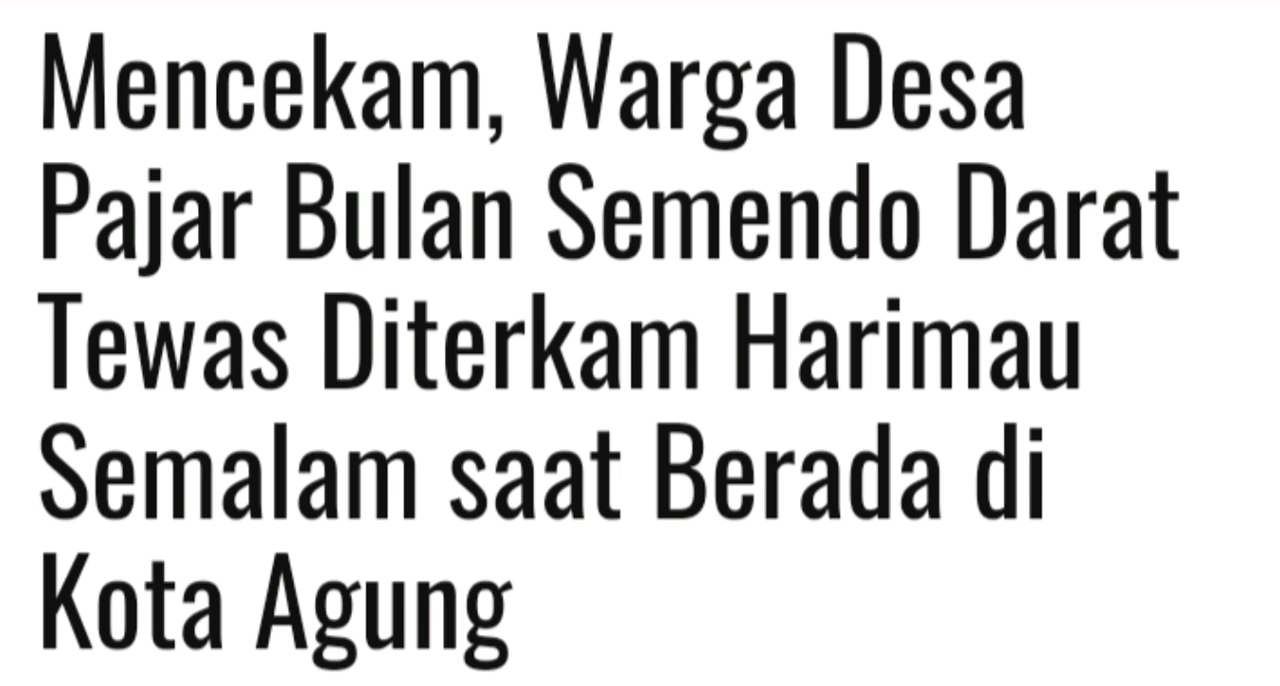 Mencekam, Warga Desa
Pajar Bulan Semendo Darat
Tewas Diterkam Harimau
Semalam saat Berada di
Kota Agung